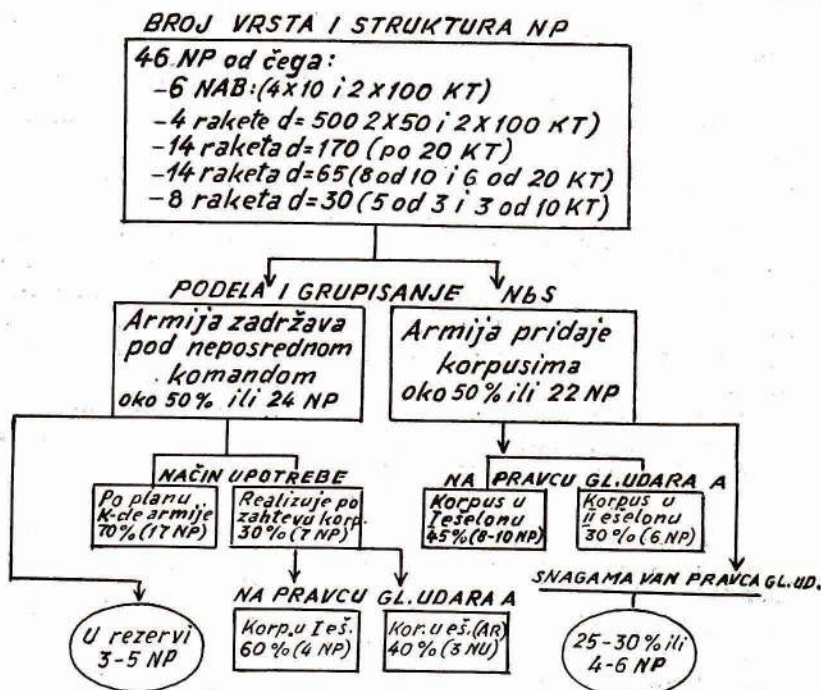 BROJ VRSTA I STRUKTURA NP
46 NP od čega:
-6 NAB:(4X10 i 2X100 KT)
-4 rakete d=500 2X50 i 2X100 KT)
-14 raketa d=170 (po 20 KT)
-14 raketa d=65(8 od 10 i 6 od 20 KT)
-8 raketa d=30(5 od 3 i 3 od 10 KT)
PODELA I GRUPISANJE NbS
Armija zadržava
pod neposrednom
komandom
oko 50% ili 24 NP
Armija pridaje
korpusima
oko 50% ili 22 NP
NAČIN UPOTREBE
Po planu
K-de armije
70%(17 NP)
Realizuje po
zahtevu korp.
30%(7 NP)
NA PRAVCU GL.UDARA A
Korpus u
I ešelonu
45%(8-10 NP)
Korpus u
II ešelonu
30%(6 NP)
SNAGAMA VAN PRAVCA GL.UD.
NA PRAVCU GL.UDARA A
U rezervi
3-5 NP
Korp.u I eš.
60%(4 NP)
Kor.u eš.(AR)
40%(3 NU)
25-30% ili
4-6 NP